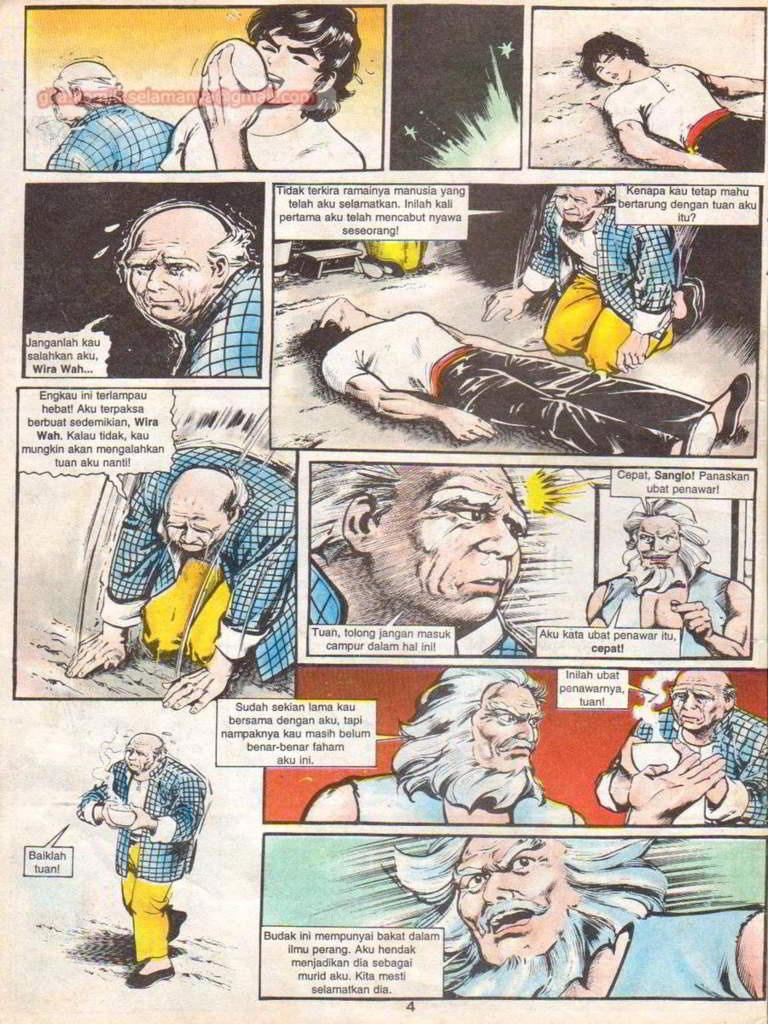 Janganlah kau
salahkan aku,
Wira Wah...
Tidak terkira ramainya manusia yang
telah aku selamatkan. Inilah kali
pertama aku telah mencabut nyawa
seseorang!
Kenapa kau tetap mahu
bertarung dengan tuan aku
itu?
Engkau ini terlampau
hebat! Aku terpaksa
berbuat sedemikian, Wira
Wah. Kalau tidak, kau
mungkin akan mengalahkan
tuan aku nanti!
Cepat, Sanglo! Panaskan
ubat penawar!
Tuan, tolong jangan masuk
campur dalam hal ini!
Aku kata ubat penawar itu,
cepat!
Baiklah
tuan!
Sudah sekian lama kau
bersama dengan aku, tapi
nampaknya kau masih belum
benar-benar faham
aku ini.
Inilah ubat
penawarnya,
tuan!
Budak ini mempunyai bakat dalam
ilmu perang. Aku hendak
menjadikan dia sebagai
murid aku. Kita mesti
selamatkan dia.
4